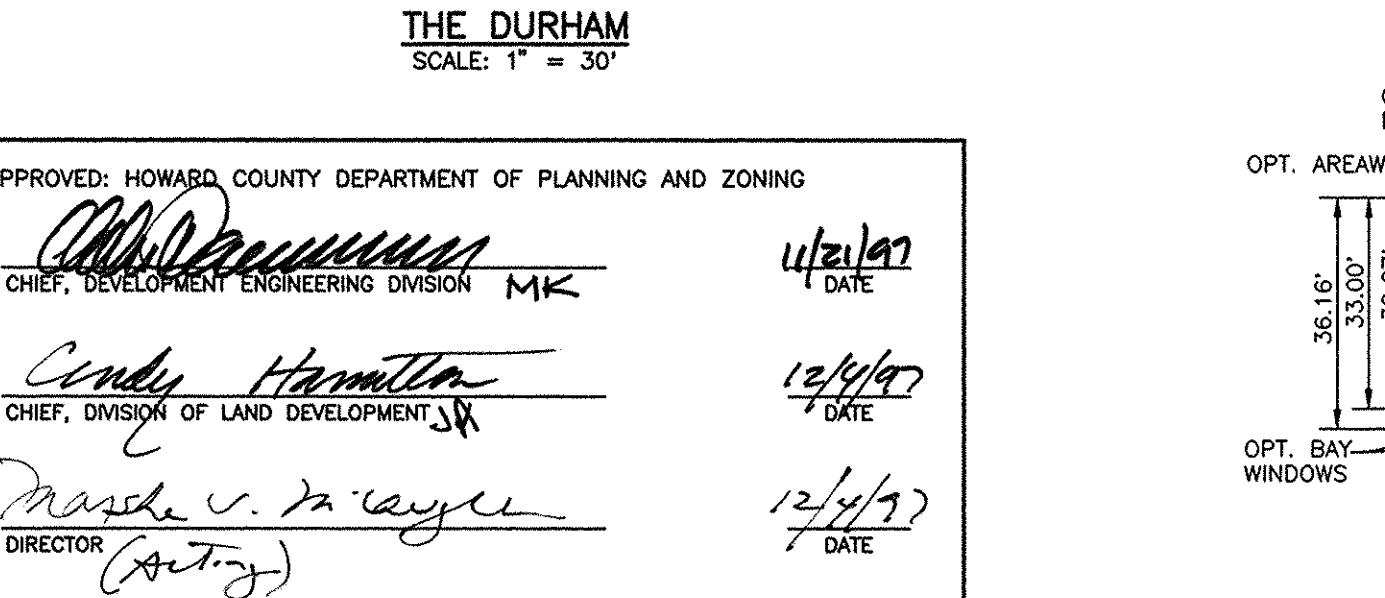 THE DURHAM
SCALE: 1" = 30'
PPROVED: HOWARD COUNTY DEPARTMENT OF PLANNING AND ZONING
11/21/97
CHIEF, DEVELOPMENT ENGINEERING DIVISION MK DATE
Cindy Hamilton 12/4/97
CHIEF, DIVISION OF LAND DEVELOPMENT DATE
Marsha V. 12/4/97
DIRECTOR (Acting) DATE
OPT. AREAW
36.16'
33.00'
OPT. BAY
WINDOWS